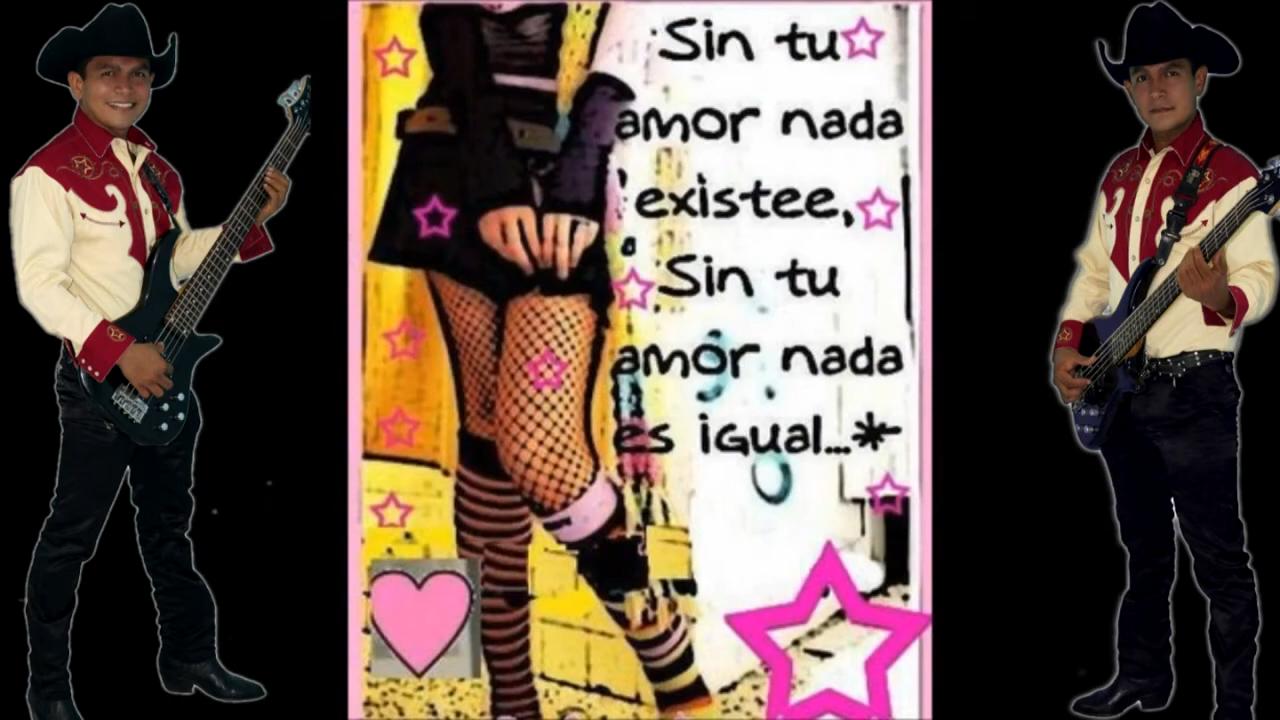 Sin tu
amor nada
existee,
Sin tu
amor nada
es iGual...*